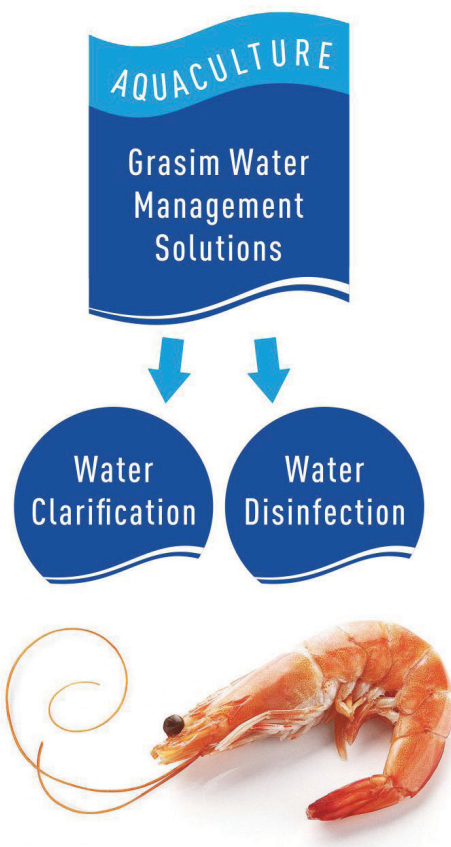 AQUACULTURE
Grasim Water
Management
Solutions
Water
Clarification
Water
Disinfection